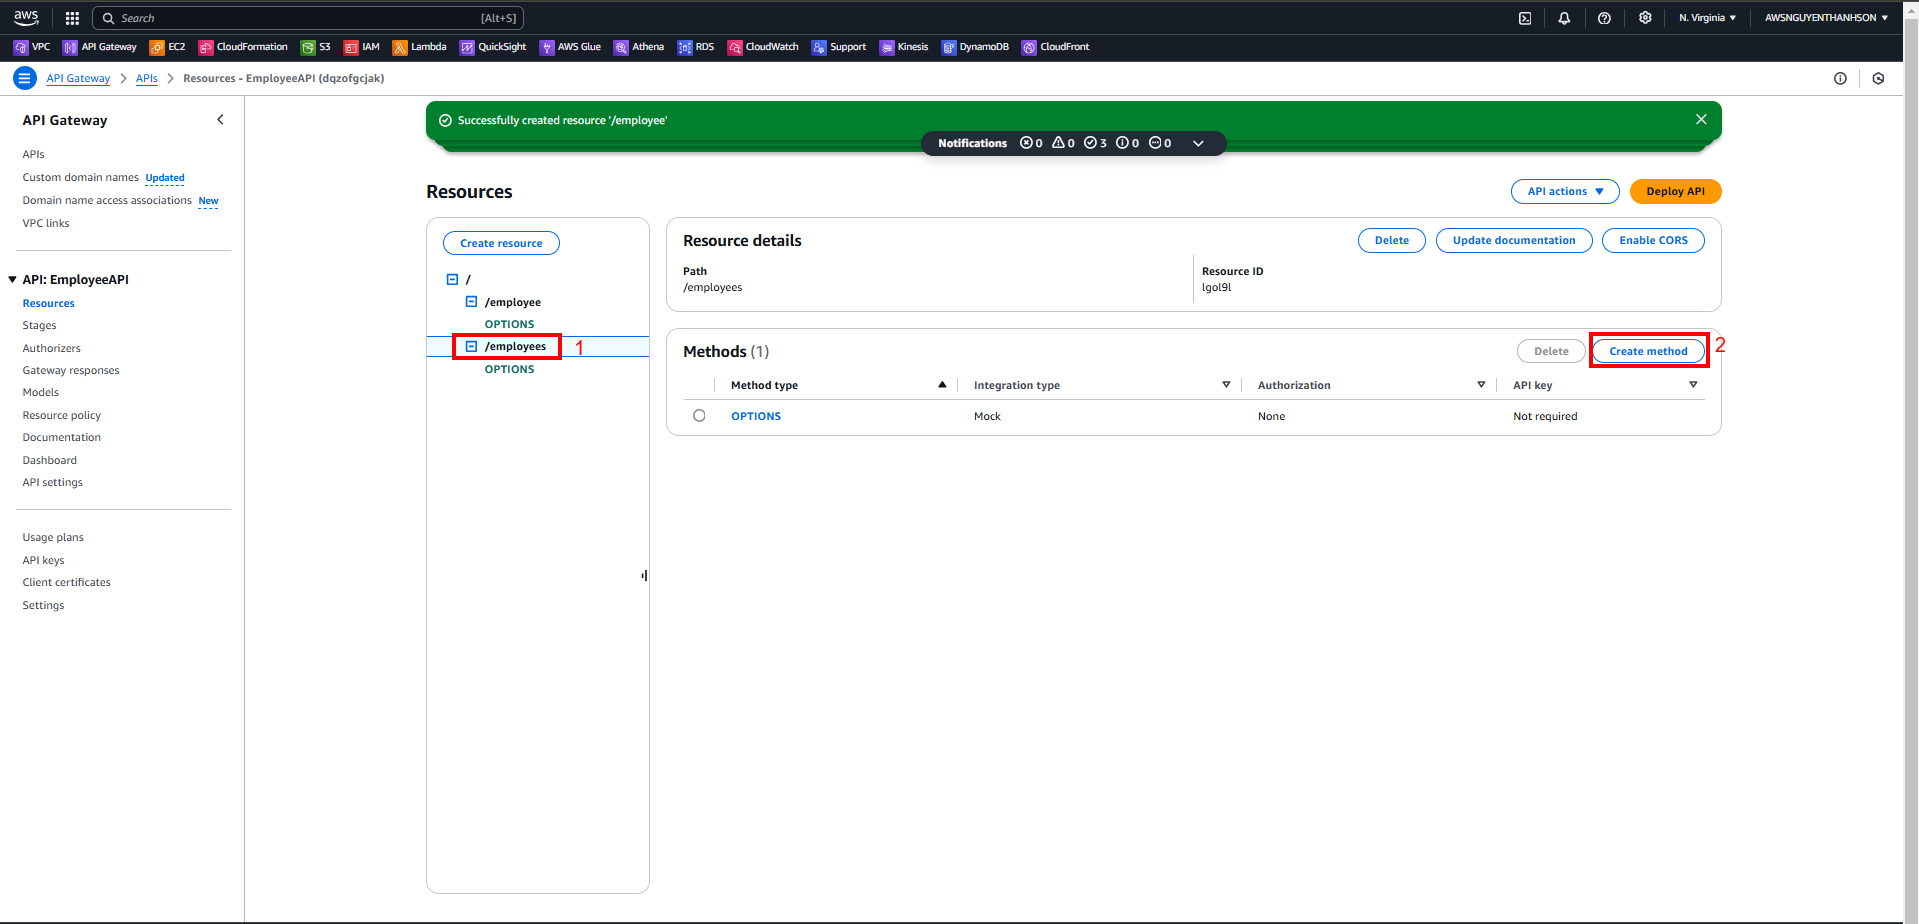 aws Search [Alt+S] N. Virginia ▼ AWSNGUYENTHANHSON ▼
VPC API Gateway EC2 CloudFormation S3 IAM Lambda QuickSight AWS Glue Athena RDS CloudWatch Support Kinesis DynamoDB CloudFront
API Gateway > APIs > Resources - EmployeeAPI (dqzofgcjak)
API Gateway
APIs
Custom domain names Updated
Domain name access associations New
VPC links
API: EmployeeAPI
Resources
Stages
Authorizers
Gateway responses
Models
Resource policy
Documentation
Dashboard
API settings
Usage plans
API keys
Client certificates
Settings
Successfully created resource '/employee'
Notifications 0 0 3 0 0
Resources
API actions ▼ Deploy API
Create resource
/
/employee
OPTIONS
/employees 1
OPTIONS
Resource details
Delete Update documentation Enable CORS
Path
/employees
Resource ID
lgol9l
Methods (1)
Delete Create method 2
Method type Integration type Authorization API key
OPTIONS Mock None Not required